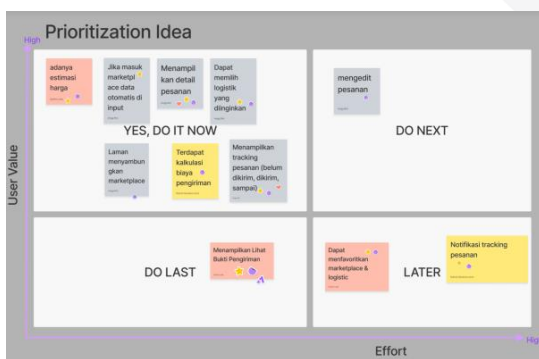 Prioritization Idea
High
adanya
estimasi
harga
Jika masuk
marketpl
ace data
otomatis di
input
Menampil
kan detail
pesanan
Dapat
memilih
logistik
yang
diinginkan
mengedit
pesanan
YES, DO IT NOW
DO NEXT
Laman
menyambun
gkan
marketplace
Terdapat
kalkulasi
biaya
pengiriman
Menampilkan
tracking
pesanan (belum
dikirim, dikirim,
sampai)
User Value
Menampilkan Lihat
Bukti Pengiriman
DO LAST
Dapat
menfavoritkan
marketplace &
logistic
LATER
Notifikasi tracking
pesanan
High
Effort